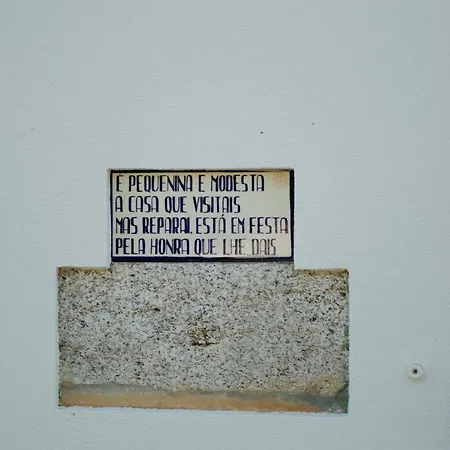 É PEQUENINA E MODESTA
A CASA QUE VISITAIS
MAS REPARAI, ESTÁ EM FESTA
PELA HONRA QUE LHE DAIS